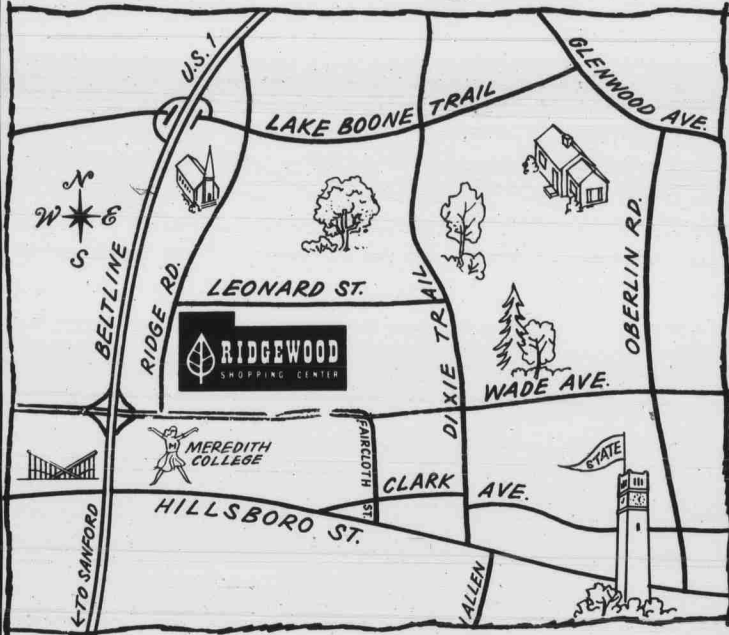 U.S. 1
GLENWOOD AVE.
LAKE BOONE TRAIL
N
W E
S
BELTLINE
RIDGE RD.
LEONARD ST.
DIXIE TRAIL
OBERLIN RD.
RIDGEWOOD
SHOPPING CENTER
WADE AVE.
M
MEREDITH
COLLEGE
FAIRCLOTH ST.
CLARK AVE.
STATE
HILLSBORO ST.
←TO SANFORD
ALLEN